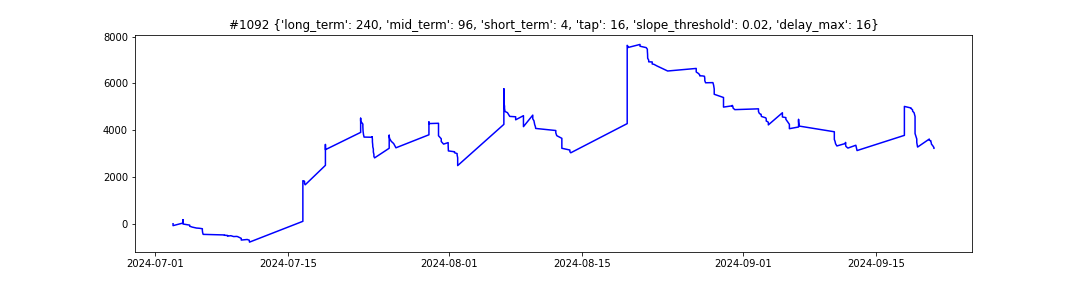 #1092 {'long_term': 240, 'mid_term': 96, 'short_term': 4, 'tap': 16, 'slope_threshold': 0.02, 'delay_max': 16}
8000
6000
4000
2000
0
2024-07-01 2024-07-15 2024-08-01 2024-08-15 2024-09-01 2024-09-15